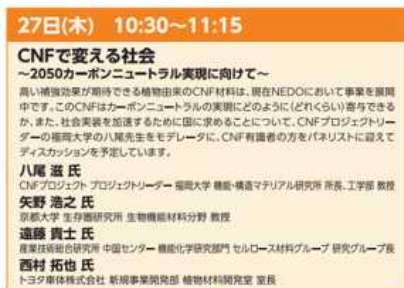 27日(木) 10:30～11:15
CNFで変える社会
～2050カーボンニュートラル実現に向けて～
高い補強効果が期待できる植物由来のCNF材料は、現在NEDOにおいて事業を展開
中です。このCNFはカーボンニュートラルの実現にどのように(どれくらい)寄与できる
か、また、社会実装を加速するために国に求めることについて、CNFプロジェクトリー
ダーの福岡大学の八尾先生をモデレータに、CNF有識者の方をパネリストに迎えて
ディスカッションを予定しています。
八尾 滋 氏
CNFプロジェクト プロジェクトリーダー 福岡大学 機能・構造マテリアル研究所 所長、工学部 教授
矢野 浩之 氏
京都大学 生存圏研究所 生物機能材料分野 教授
遠藤 貴士 氏
産業技術総合研究所 中国センター 機能化学研究部門 セルロース材料グループ 研究グループ長
西村 拓也 氏
トヨタ車体株式会社 新規事業開発部 植物材料開発室 室長